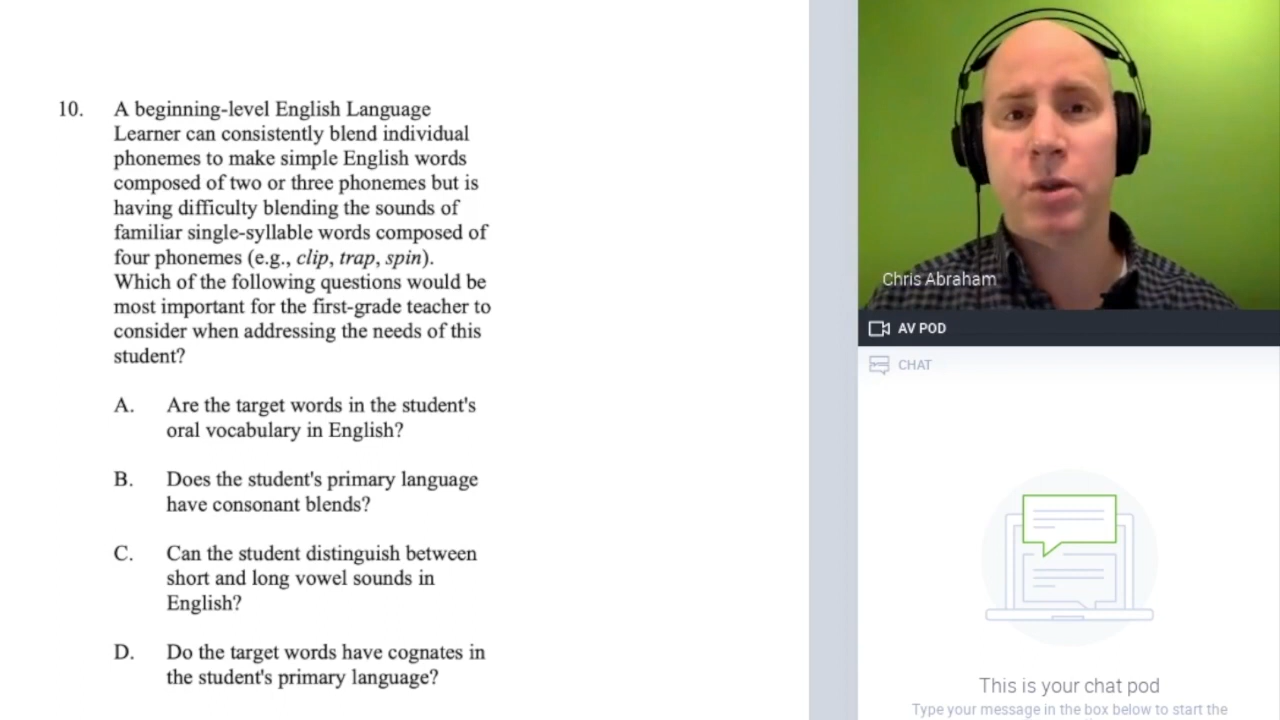 10. A beginning-level English Language
Learner can consistently blend individual
phonemes to make simple English words
composed of two or three phonemes but is
having difficulty blending the sounds of
familiar single-syllable words composed of
four phonemes (e.g., clip, trap, spin).
Which of the following questions would be
most important for the first-grade teacher to
consider when addressing the needs of this
student?
A. Are the target words in the student's
oral vocabulary in English?
B. Does the student's primary language
have consonant blends?
C. Can the student distinguish between
short and long vowel sounds in
English?
D. Do the target words have cognates in
the student's primary language?
Chris Abraham
AV POD
CHAT
This is your chat pod
Type your message in the box below to start the